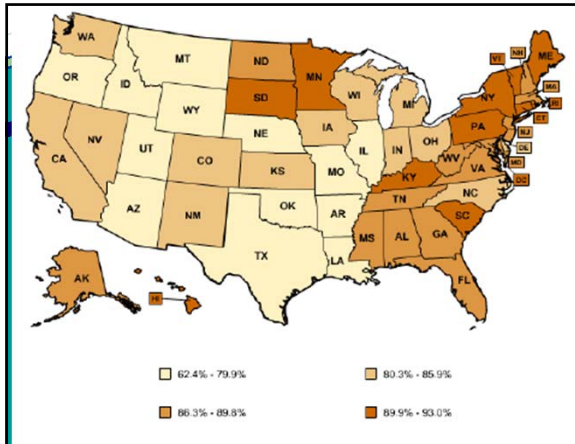 WA
MT
ND
MN
ME
VT
NH
OR
ID
WY
SD
WI
MI
NY
MA
RI
CT
NV
UT
CO
NE
IA
IL
IN
OH
PA
NJ
DE
MD
DC
CA
AZ
NM
KS
MO
KY
WV
VA
OK
AR
TN
NC
TX
LA
MS
AL
GA
SC
FL
AK
HI
62.4% - 79.9%
80.3% - 85.9%
86.3% - 89.8%
89.9% - 93.0%